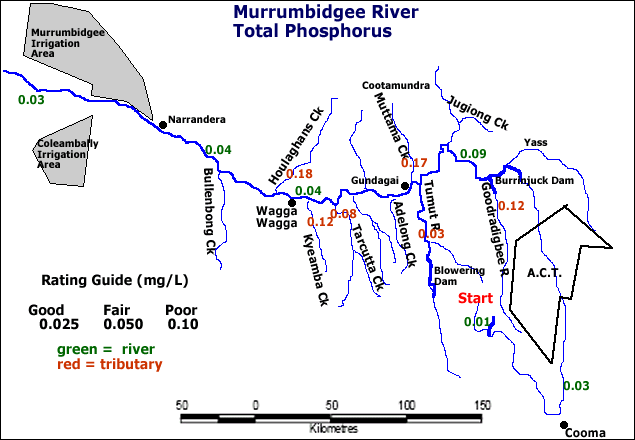 Murrumbidgee River
Total Phosphorus
Murrumbidgee
Irrigation
Area
0.03
Narrandera
Coleambally
Irrigation
Area
0.04
Bullenbong Ck
Houlaghans Ck
0.18
0.04
Wagga
Wagga
0.12
0.08
Kyeamba Ck
Tarcutta Ck
Cootamundra
Muttama Ck
0.17
Gundagai
Adelong Ck
Jugiong Ck
0.09
Yass
Burrinjuck Dam
Tumut R
0.03
Goodradigbee R
0.12
Blowering
Dam
A.C.T.
Start
0.01
0.03
Cooma
Rating Guide (mg/L)
Good Fair Poor
0.025 0.050 0.10
green = river
red = tributary
50 0 50 100 150
Kilometres